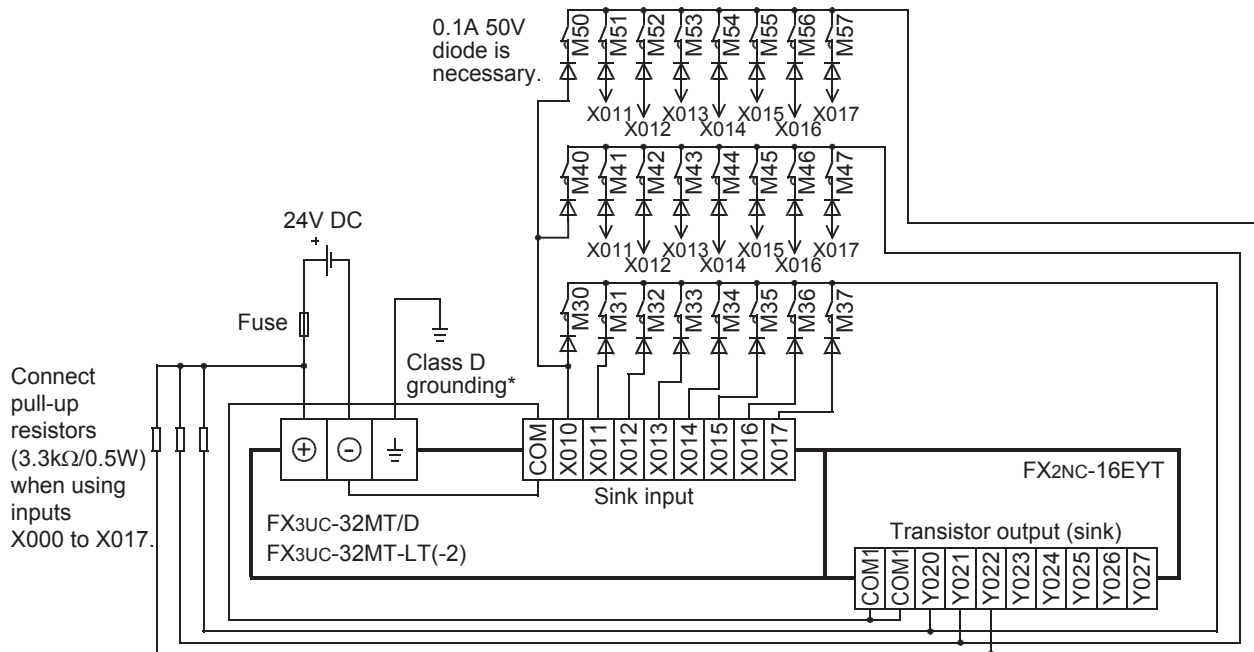 0.1A 50V
diode is
necessary.
M50 M51 M52 M53 M54 M55 M56 M57
X011 X013 X015 X017
X012 X014 X016
M40 M41 M42 M43 M44 M45 M46 M47
X011 X013 X015 X017
X012 X014 X016
24V DC
+
M30 M31 M32 M33 M34 M35 M36 M37
Fuse
Class D
grounding*
Connect
pull-up
resistors
(3.3kΩ/0.5W)
when using
inputs
X000 to X017.
+ -
COM X010 X011 X012 X013 X014 X015 X016 X017
Sink input
FX2NC-16EYT
FX3UC-32MT/D
FX3UC-32MT-LT(-2)
Transistor output (sink)
COM1 COM1 Y020 Y021 Y022 Y023 Y024 Y025 Y026 Y027